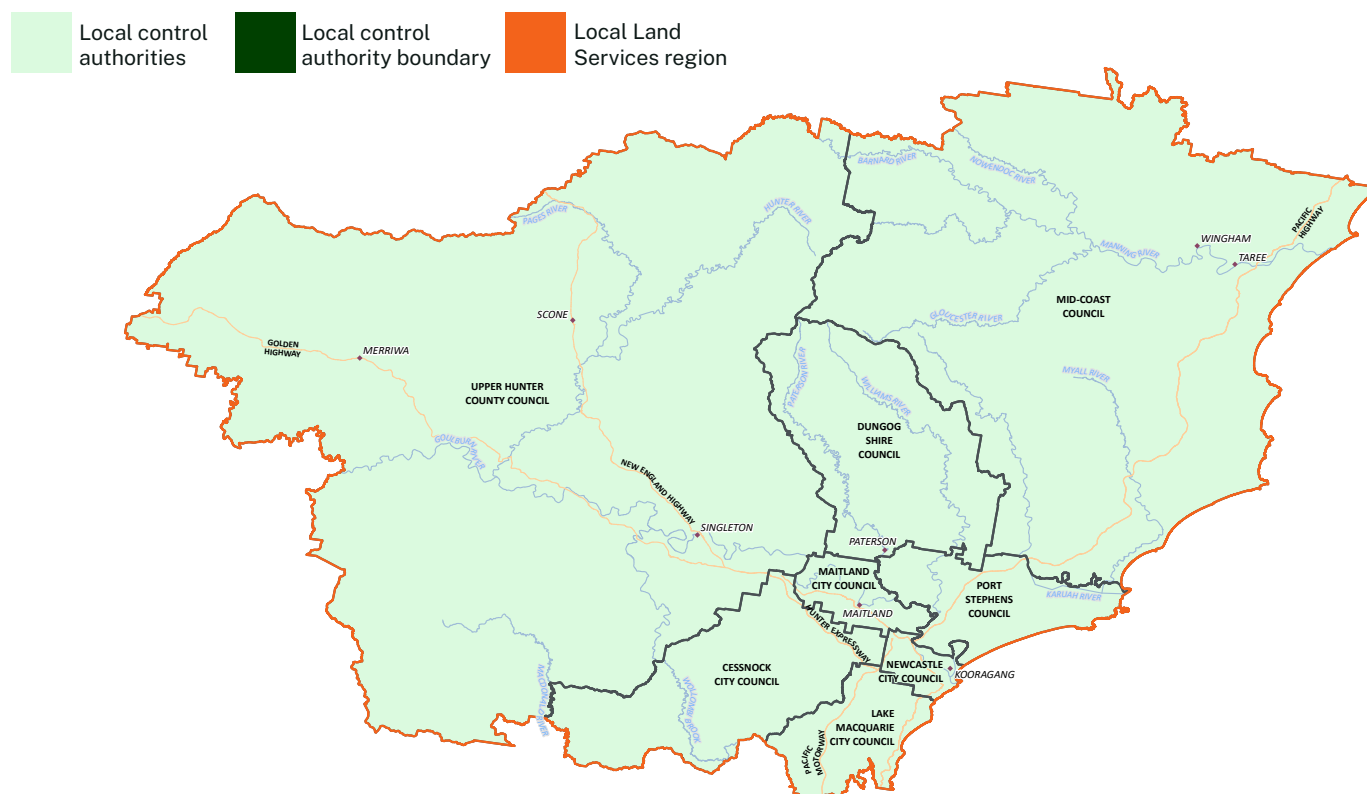 Local control
authorities
Local control
authority boundary
Local Land
Services region
BARNARD RIVER
NOWENDOC RIVER
PAGES RIVER
HUNTER RIVER
PACIFIC
HIGHWAY
WINGHAM
MANNING RIVER
TAREE
MID-COAST
COUNCIL
SCONE
GLOUCESTER RIVER
GOLDEN
HIGHWAY
MERRIWA
PATERSON RIVER
WILLIAMS RIVER
MYALL RIVER
UPPER HUNTER
COUNTY COUNCIL
DUNGOG
SHIRE
COUNCIL
GOULBURN
RIVER
NEW ENGLAND HIGHWAY
SINGLETON
PATERSON
MAITLAND
CITY COUNCIL
PORT
STEPHENS
COUNCIL
KARUAH RIVER
MAITLAND
HUNTER EXPRESSWAY
CESSNOCK
CITY COUNCIL
NEWCASTLE
CITY COUNCIL
KOORAGANG
MACDONALD RIVER
WOLLOMBI BROOK
LAKE
MACQUARIE
CITY COUNCIL
PACIFIC
MOTORWAY